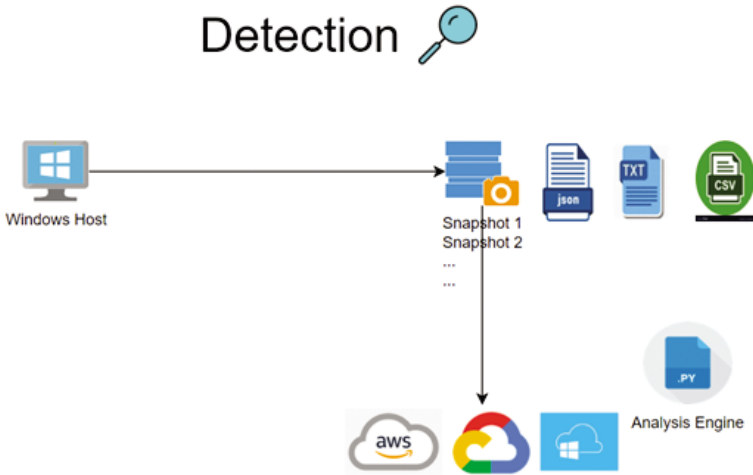 Detection
json
TXT
CSV
Windows Host
Snapshot 1
Snapshot 2
...
...
.PY
Analysis Engine
aws